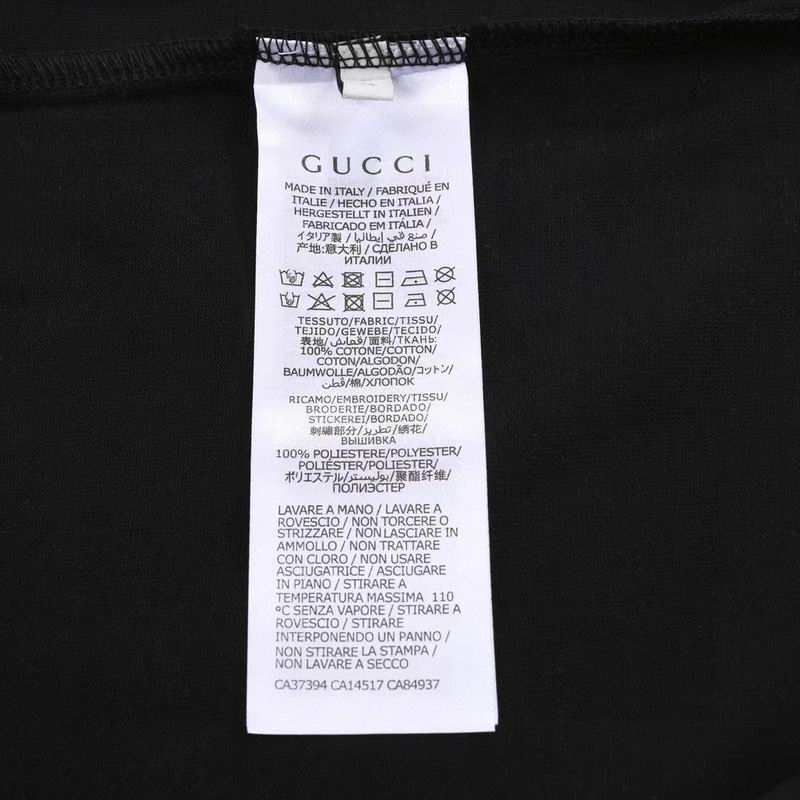 GUCCI
MADE IN ITALY / FABRIQUÉ EN
ITALIE / HECHO EN ITALIA /
HERGESTELLT IN ITALIEN /
FABRICADO EM ITÁLIA /
イタリア製 / صنع في إيطاليا /
产地:意大利 / СДЕЛАНО В
ИТАЛИИ
TESSUTO/FABRIC/TISSU/
TEJIDO/GEWEBE/TECIDO/
表地/قماش/面料/ТКАНЬ:
100% COTONE/COTTON/
COTON/ALGODON/
BAUMWOLLE/ALGODÃO/コットン/
قطن/棉/ХЛОПОК
RICAMO/EMBROIDERY/TISSU/
BRODERIE/BORDADO/
STICKEREI/BORDADO/
刺繍部分/تطريز/绣花/
ВЫШИВКА
100% POLIESTERE/POLYESTER/
POLIÉSTER/POLIESTER/
ポリエステル/بوليستر/聚酯纤维/
ПОЛИЭСТЕР
LAVARE A MANO / LAVARE A
ROVESCIO / NON TORCERE O
STRIZZARE / NON LASCIARE IN
AMMOLLO / NON TRATTARE
CON CLORO / NON USARE
ASCIUGATRICE / ASCIUGARE
IN PIANO / STIRARE A
TEMPERATURA MASSIMA 110
ºC SENZA VAPORE / STIRARE A
ROVESCIO / STIRARE
INTERPONENDO UN PANNO /
NON STIRARE LA STAMPA /
NON LAVARE A SECCO
CA37394 CA14517 CA84937